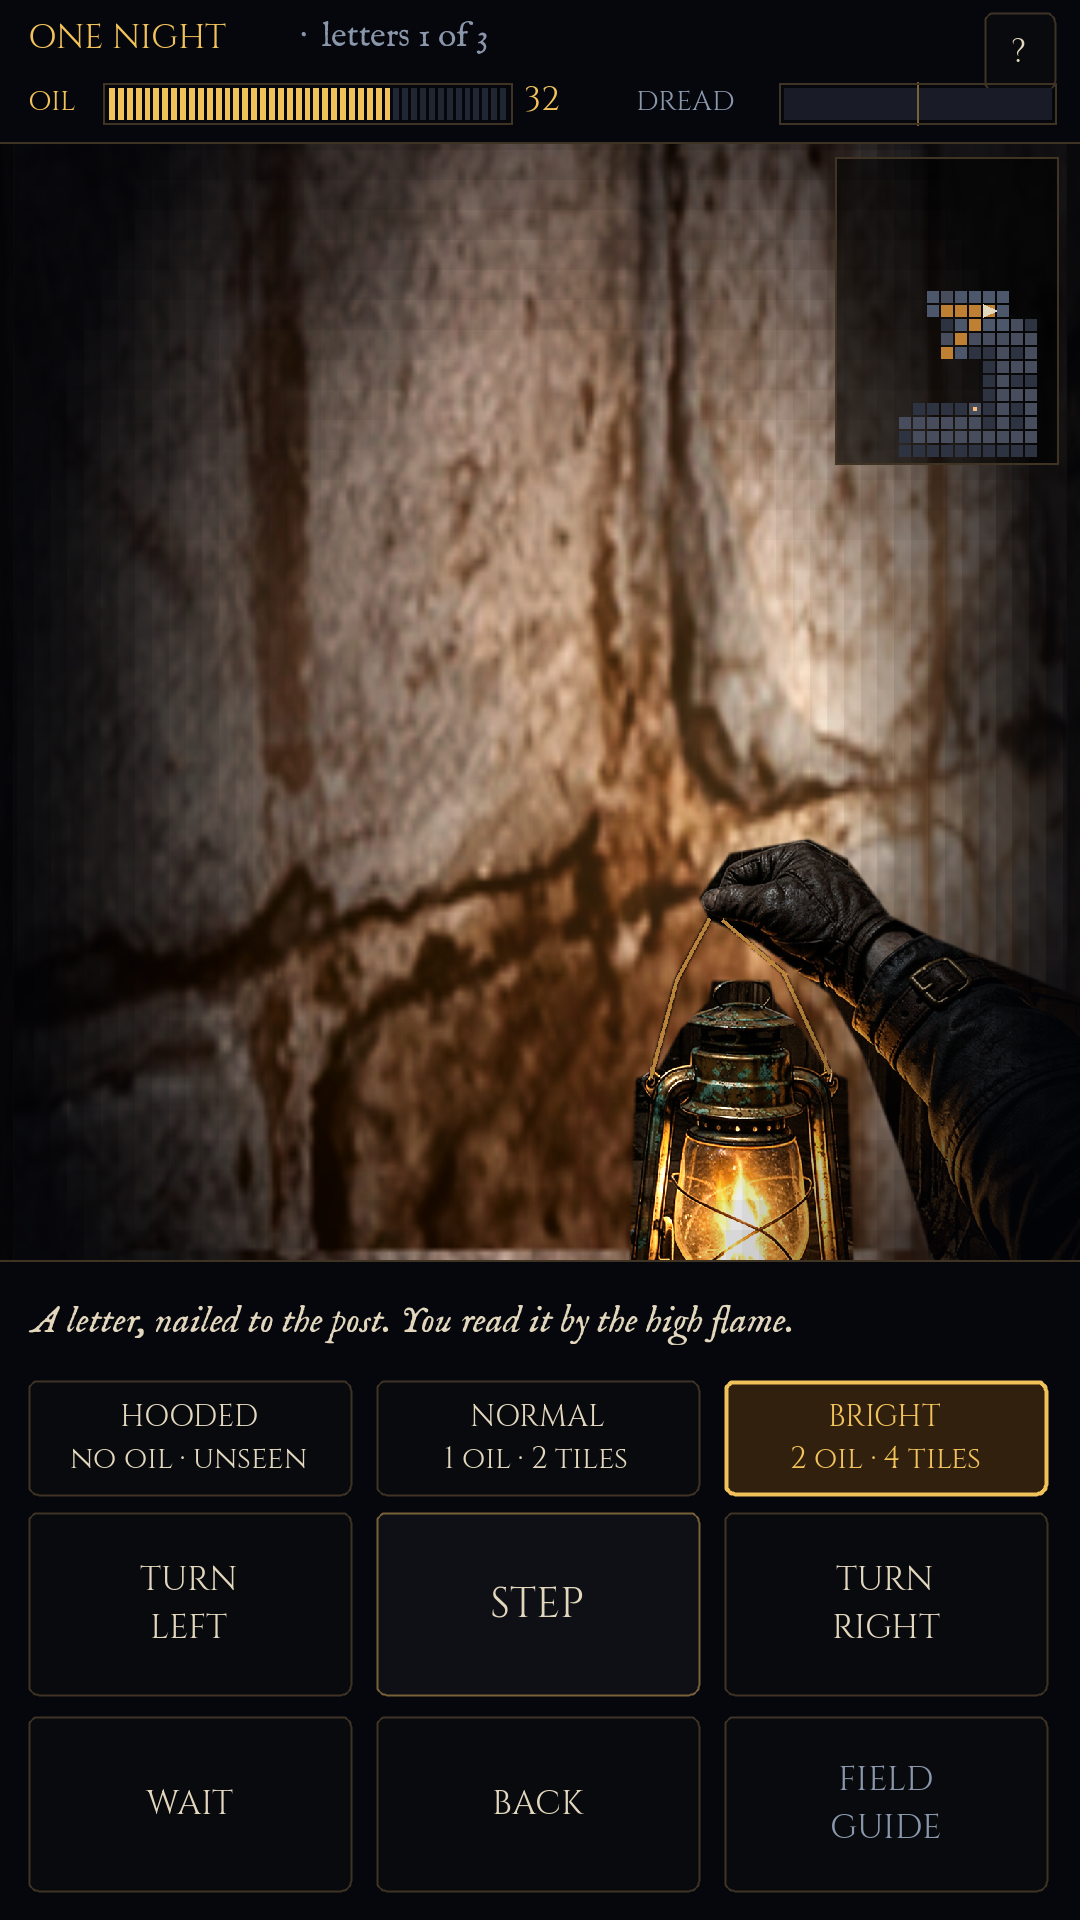 ONE NIGHT · letters 1 of 3
?
OIL 32 DREAD
A letter, nailed to the post. You read it by the high flame.
HOODED
NO OIL · UNSEEN
NORMAL
1 OIL · 2 TILES
BRIGHT
2 OIL · 4 TILES
TURN
LEFT
STEP
TURN
RIGHT
WAIT
BACK
FIELD
GUIDE